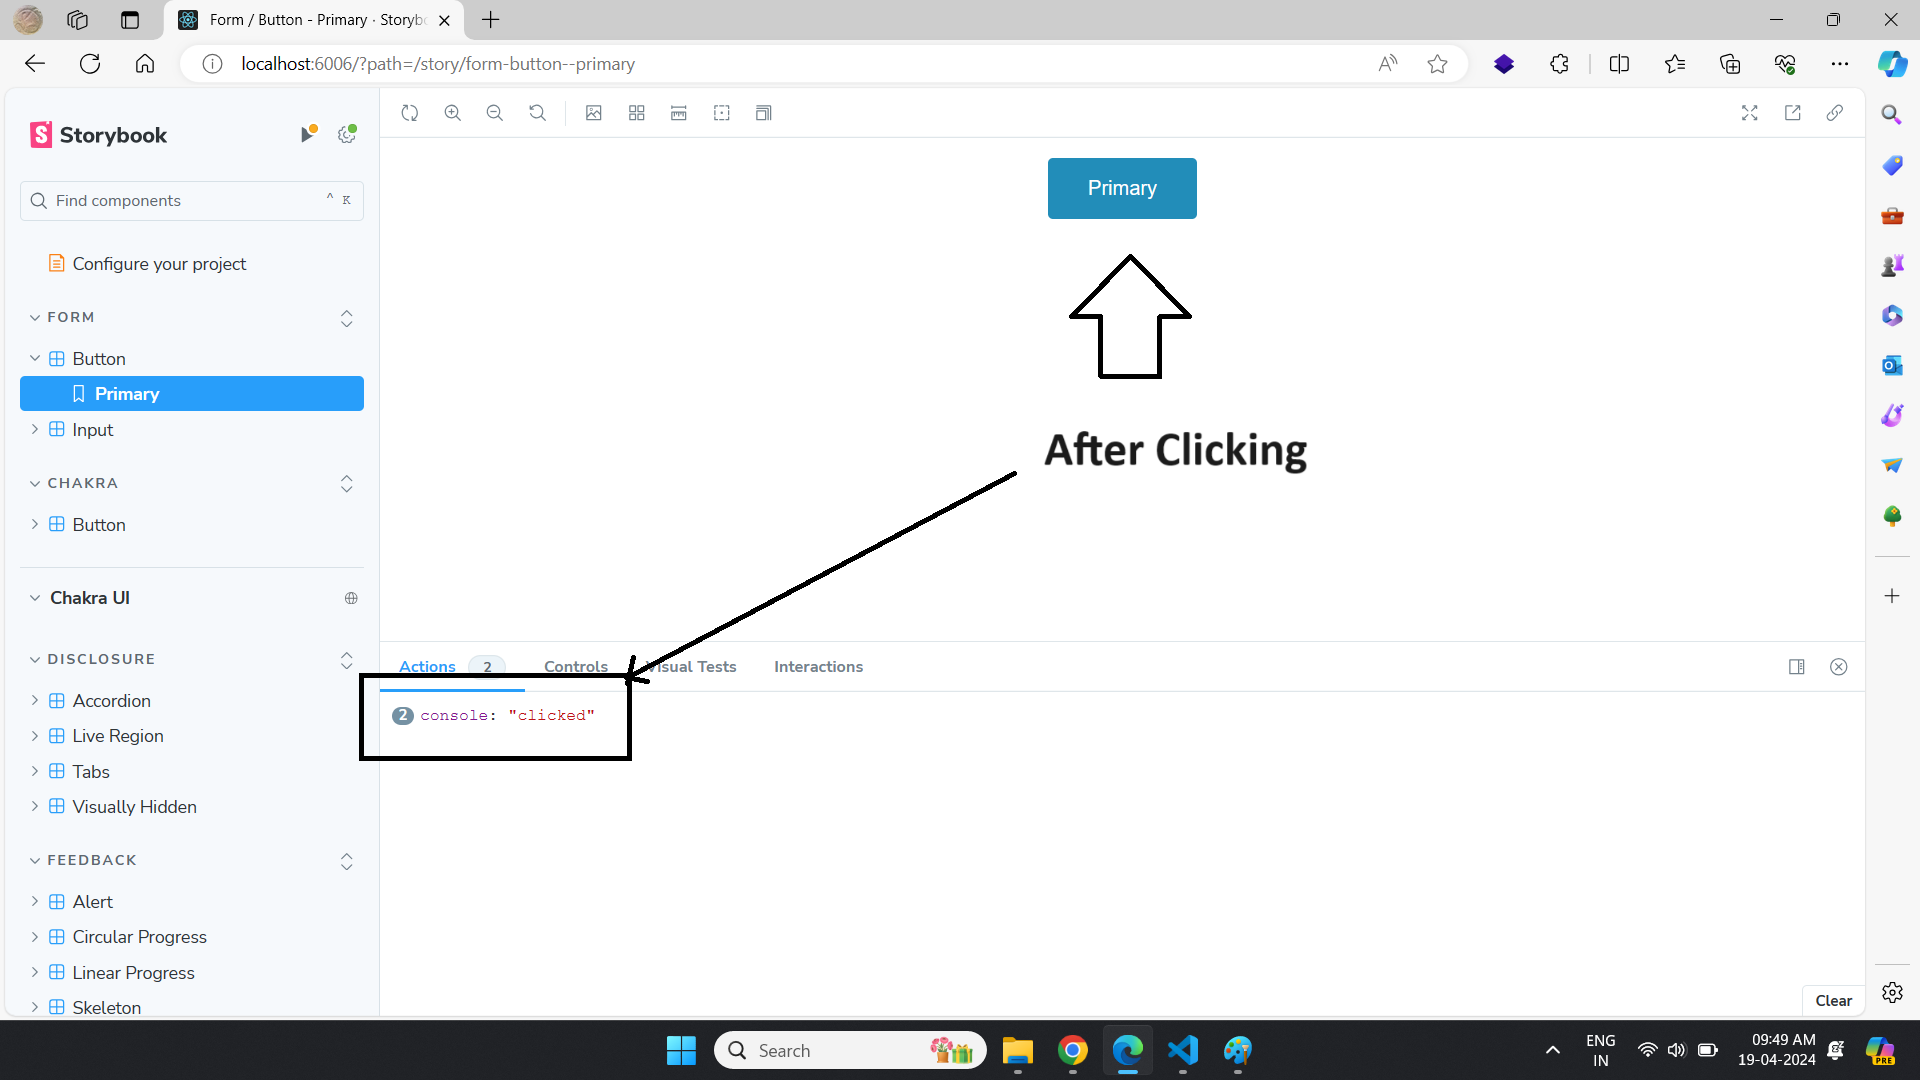 Form / Button - Primary · Storyb
localhost:6006/?path=/story/form-button--primary
Storybook
Find components
^ K
Configure your project
FORM
Button
Primary
Input
CHAKRA
Button
Chakra UI
DISCLOSURE
Accordion
Live Region
Tabs
Visually Hidden
FEEDBACK
Alert
Circular Progress
Linear Progress
Skeleton
Primary
After Clicking
Actions 2 Controls Visual Tests Interactions
2 console: "clicked"
Clear
Search
ENG
IN
09:49 AM
19-04-2024
PRE